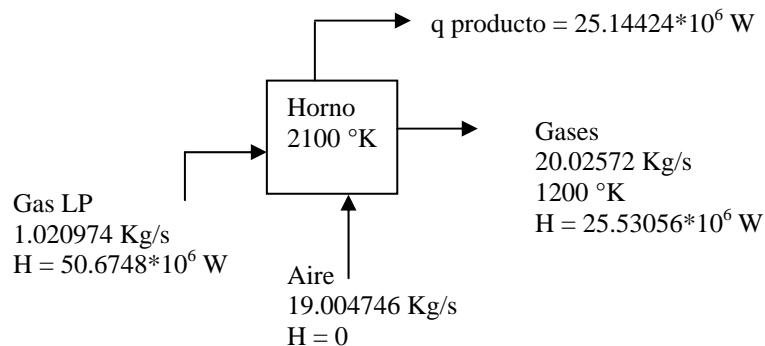 q producto = 25.14424*10⁶ W
Horno
2100 °K
Gases
20.02572 Kg/s
1200 °K
H = 25.53056*10⁶ W
Gas LP
1.020974 Kg/s
H = 50.6748*10⁶ W
Aire
19.004746 Kg/s
H = 0